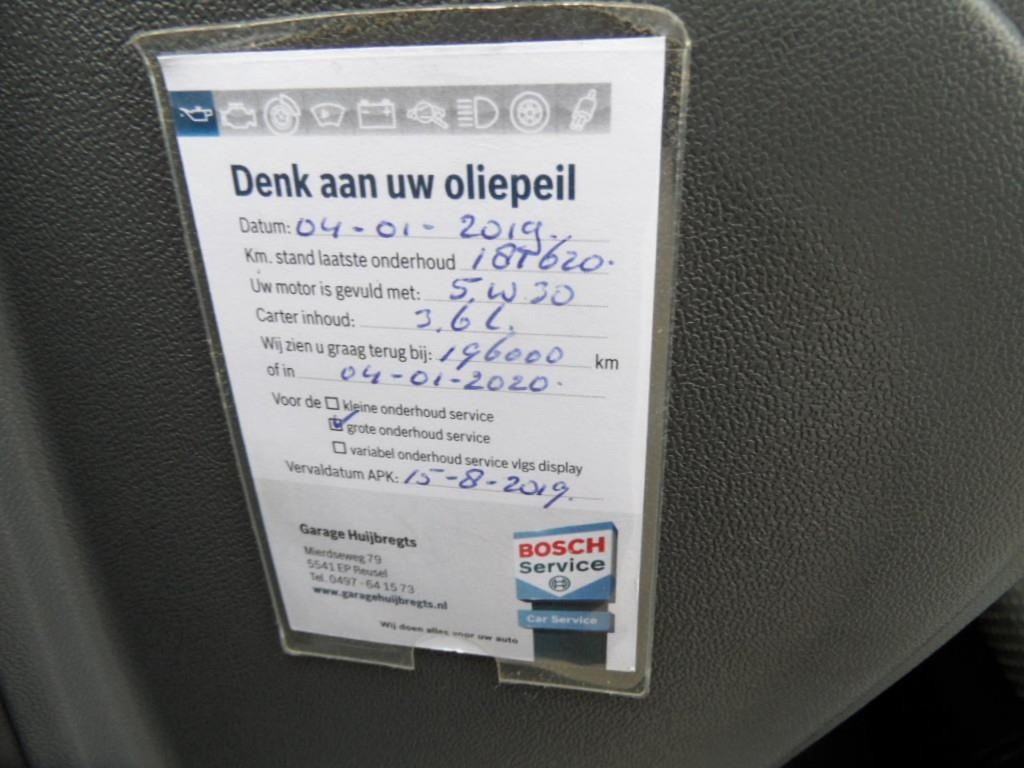 Denk aan uw oliepeil
Datum: 04-01-2019.
Km. stand laatste onderhoud
Uw motor is gevuld met: 5.W 30
Carter inhoud: 3,6 l.
Wij zien u graag terug bij: 196000 km
of in 04-01-2020.
Voor de kleine onderhoud service
grote onderhoud service
variabel onderhoud service vlgs display
Vervaldatum APK: 15-8-2019.
Garage Huijbregts
Mierdseweg 79
5541 EP Reusel
Tel. 0497 - 64 15 73
www.garagehuijbregts.nl
Wij doen alles voor uw auto
BOSCH
Service
Car Service